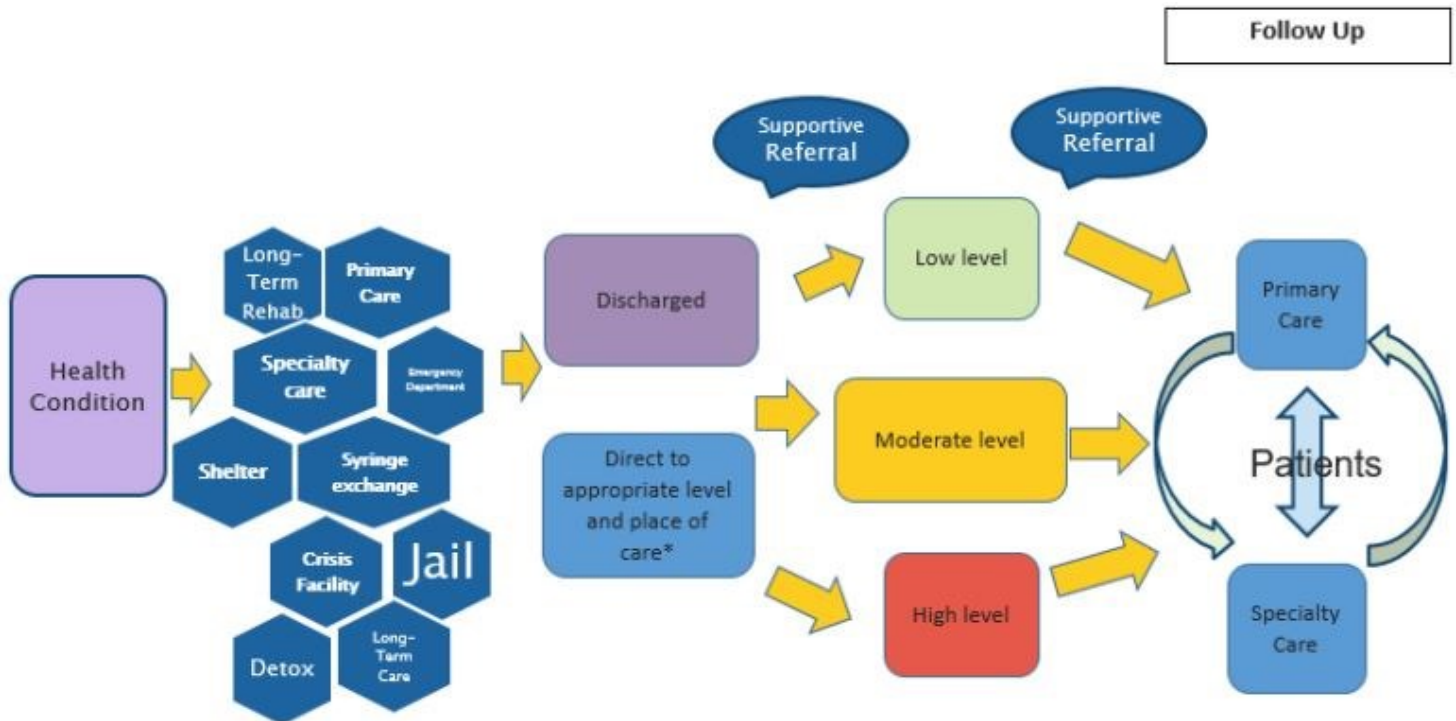 Follow Up
Supportive
Referral
Supportive
Referral
Health
Condition
Long-
Term
Rehab
Primary
Care
Specialty
care
Emergency
Department
Shelter
Syringe
exchange
Crisis
Facility
Jail
Detox
Long-
Term
Care
Discharged
Direct to
appropriate level
and place of
care*
Low level
Moderate level
High level
Primary
Care
Patients
Specialty
Care